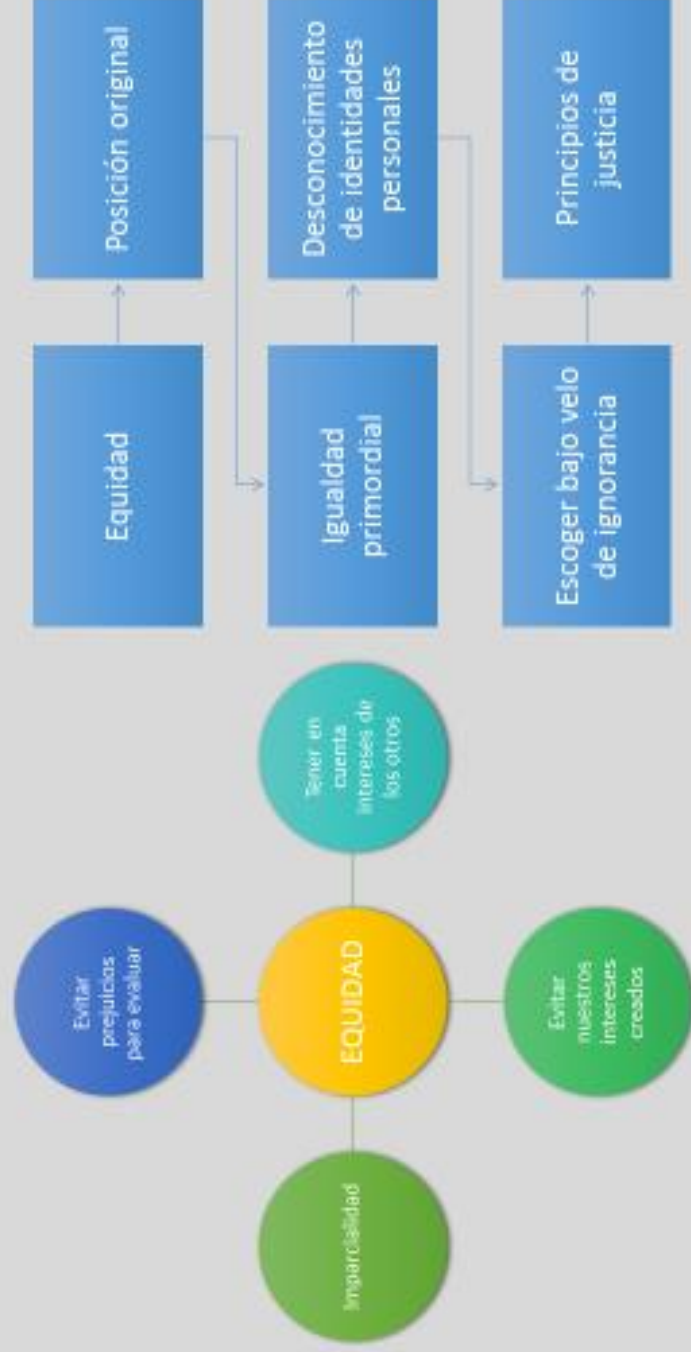 Evitar
prejuicios
para evaluar
Imparcialidad
EQUIDAD
Tener en
cuenta
intereses de
los otros
Evitar
nuestros
intereses
creados
Equidad
Posición original
Igualdad
primordial
Desconocimiento
de identidades
personales
Escoger bajo velo
de ignorancia
Principios de
justicia